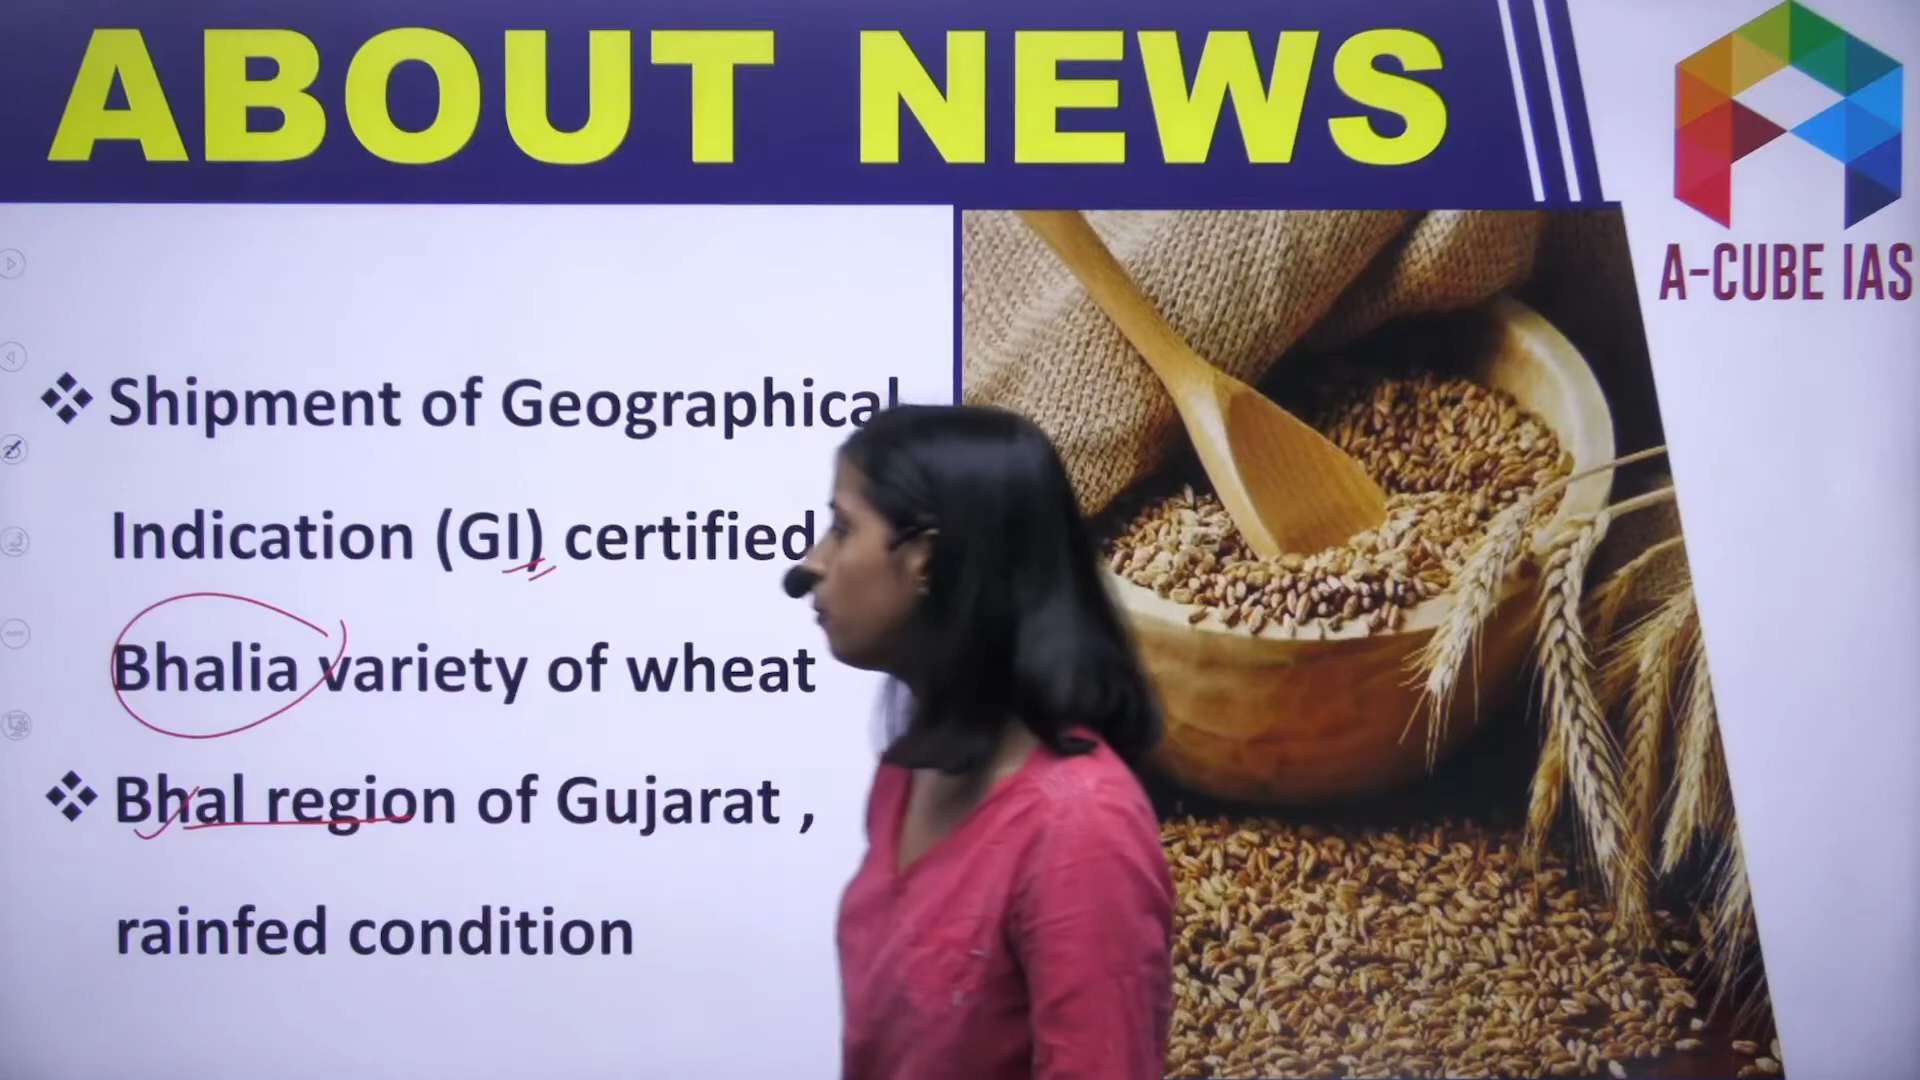 ABOUT NEWS
A-CUBE IAS
Shipment of Geographical
Indication (GI) certified
Bhalia variety of wheat
Bhal region of Gujarat ,
rainfed condition